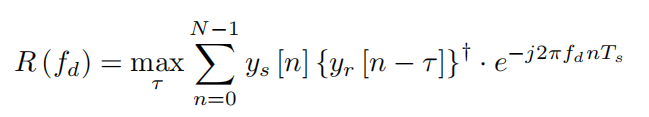 R(f_d) = \max_{\tau} \sum_{n=0}^{N-1} y_s[n] \{y_r[n-\tau]\}^{\dagger} \cdot e^{-j2\pi f_d n T_s}